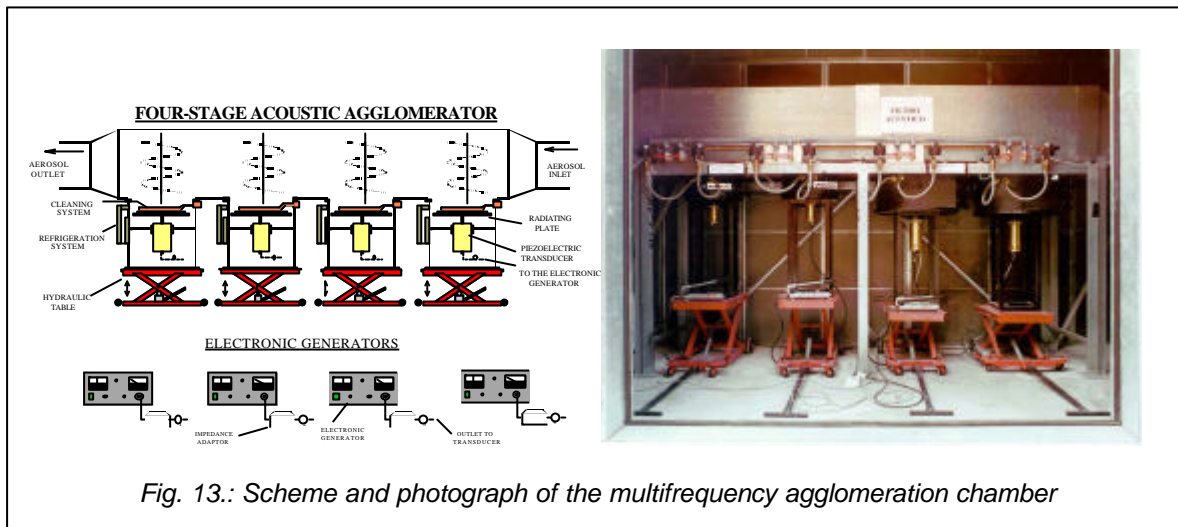 FOUR-STAGE ACOUSTIC AGGLOMERATOR
AEROSOL
OUTLET
AEROSOL
INLET
CLEANING
SYSTEM
REFRIGERATION
SYSTEM
RADIATING
PLATE
PIEZOELECTRIC
TRANSDUCER
TO THE ELECTRONIC
GENERATOR
HYDRAULIC
TABLE
ELECTRONIC GENERATORS
IMPEDANCE
ADAPTOR
ELECTRONIC
GENERATOR
OUTLET TO
TRANSDUCER
Fig. 13.: Scheme and photograph of the multifrequency agglomeration chamber